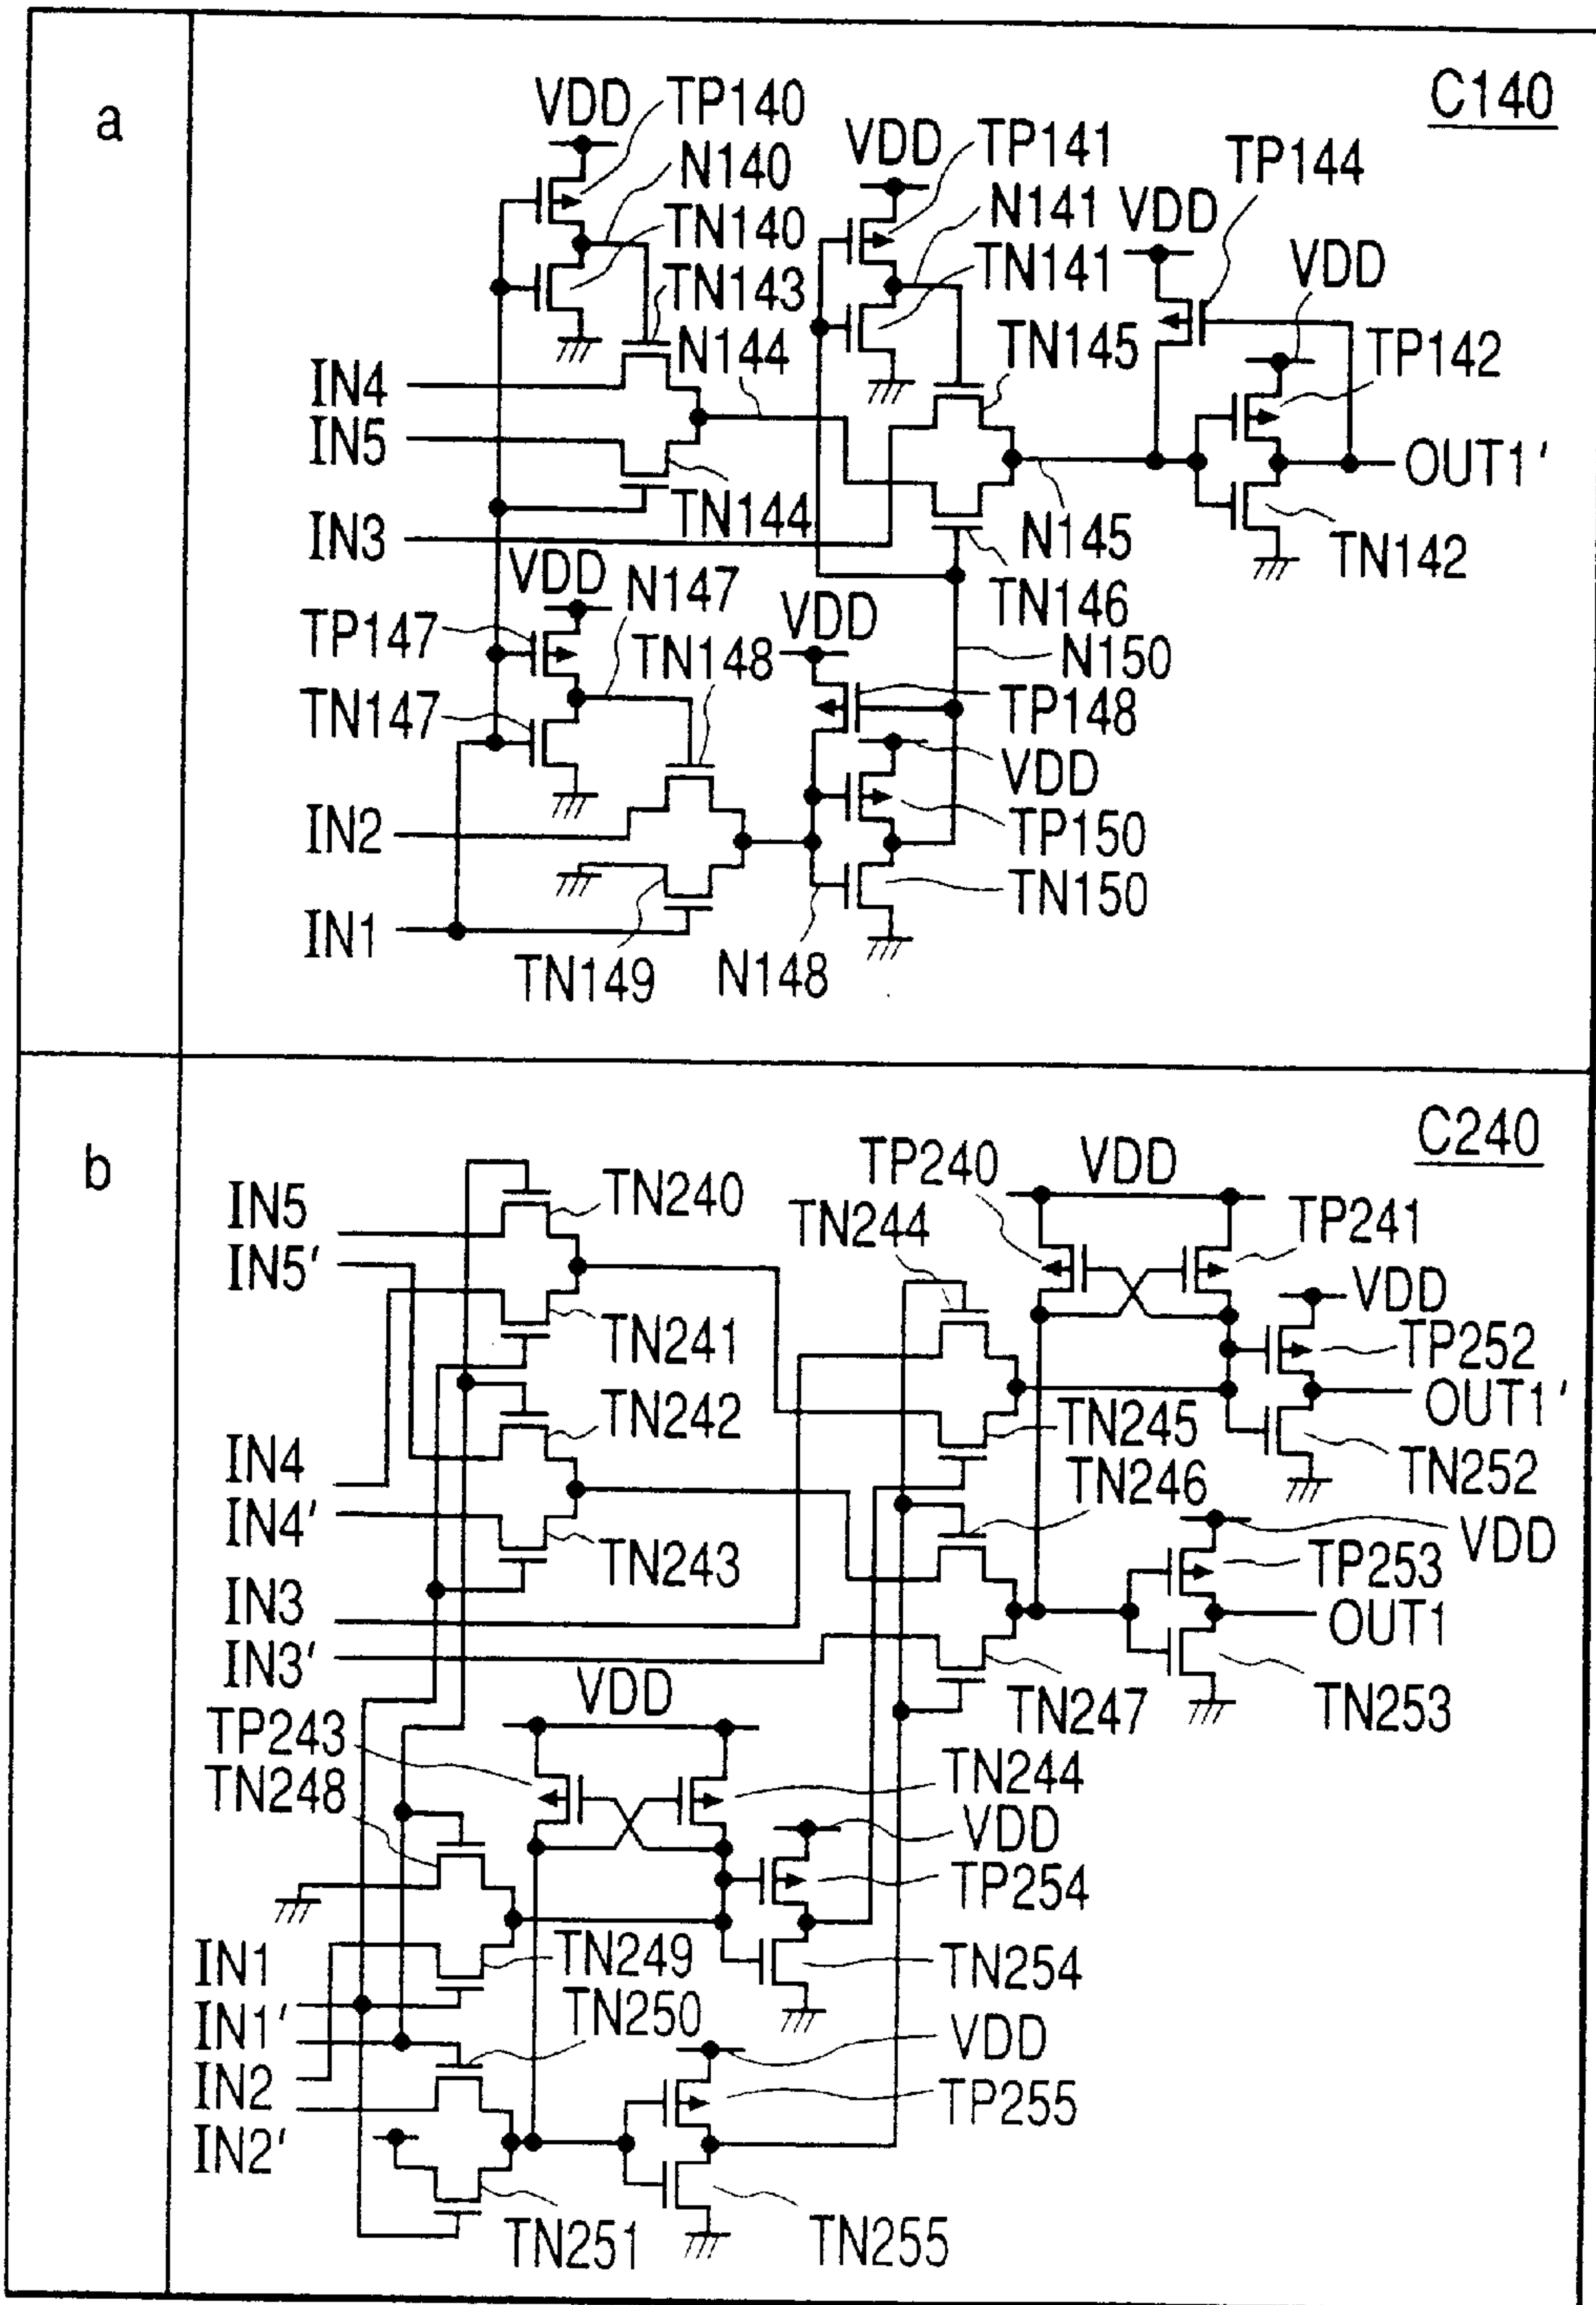 a
C140
VDD
TP140
N140
TN140
TN143
N144
VDD
TP141
N141
TN141
TN145
TP144
VDD
VDD
TP142
IN4
IN5
TN144
IN3
OUT1'
TN142
N145
TN146
N150
VDD
N147
TP147
TN148
TN147
VDD
TP148
VDD
TP150
TN150
IN2
IN1
TN149
N148
b
C240
IN5
IN5'
TN240
TN241
TN242
TP240
TN244
VDD
TP241
VDD
TP252
OUT1'
TN252
TN245
TN246
IN4
IN4'
TN243
IN3
IN3'
VDD
TP253
OUT1
TN253
TN247
VDD
TP243
TN248
TN244
VDD
TP254
TN254
TN249
TN250
IN1
IN1'
IN2
IN2'
VDD
TP255
TN251
TN255